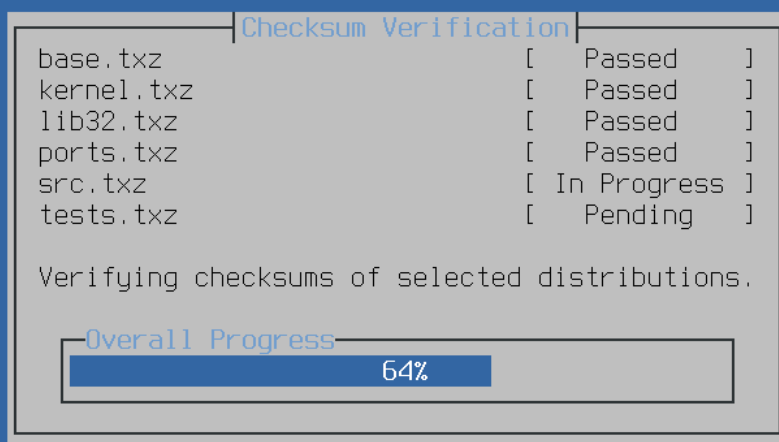 Checksum Verification
base.txz [ Passed ]
kernel.txz [ Passed ]
lib32.txz [ Passed ]
ports.txz [ Passed ]
src.txz [ In Progress ]
tests.txz [ Pending ]
Verifying checksums of selected distributions.
Overall Progress
64%